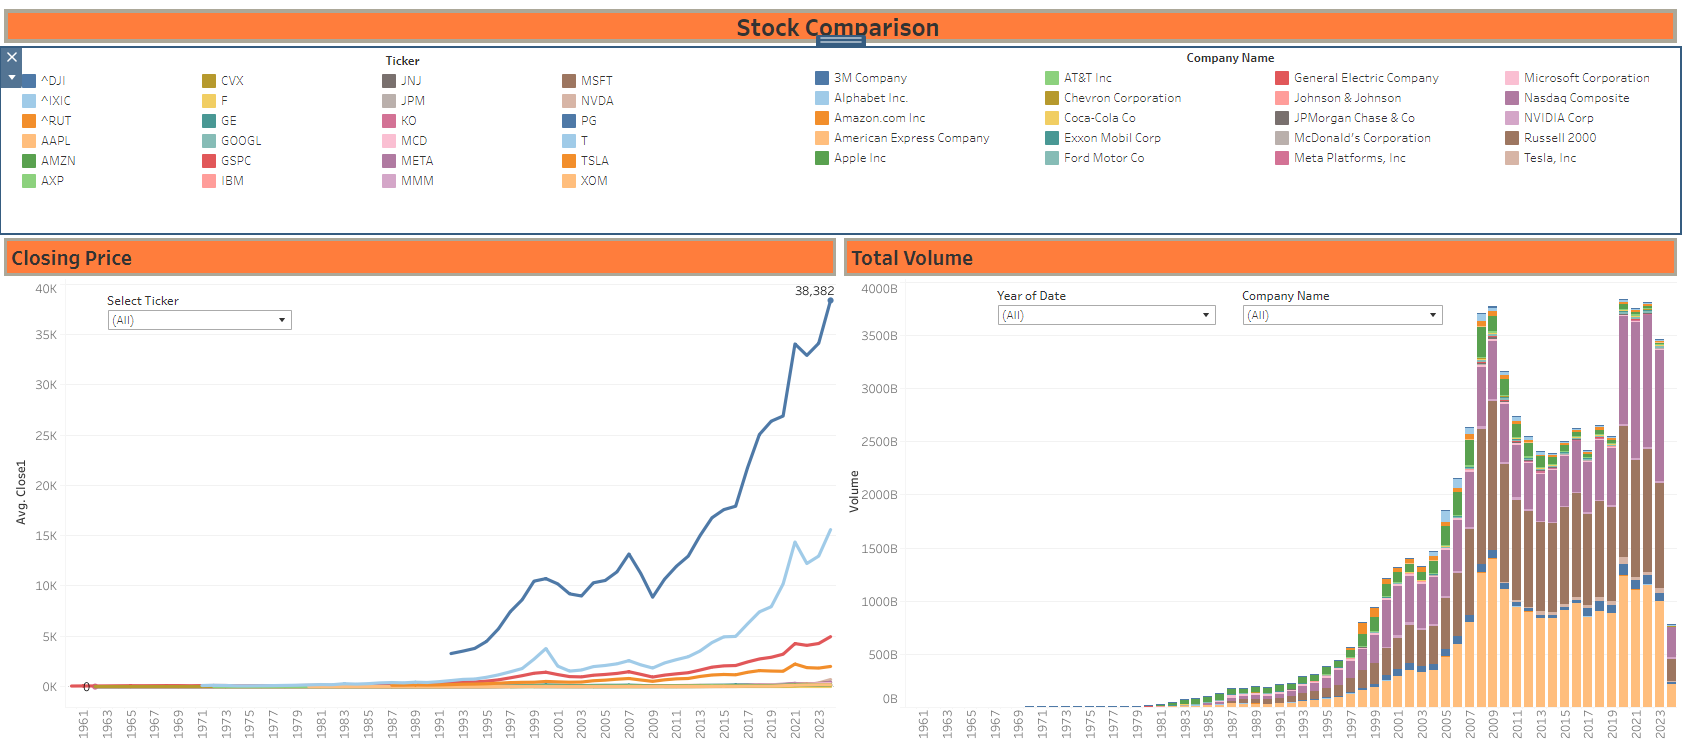 Stock Comparison
Ticker
^DJI
^IXIC
^RUT
AAPL
AMZN
AXP
CVX
F
GE
GOOGL
GSPC
IBM
JNJ
JPM
KO
MCD
META
MMM
MSFT
NVDA
PG
T
TSLA
XOM
Company Name
3M Company
Alphabet Inc.
Amazon.com Inc
American Express Company
Apple Inc
AT&T Inc
Chevron Corporation
Coca-Cola Co
Exxon Mobil Corp
Ford Motor Co
General Electric Company
Johnson & Johnson
JPMorgan Chase & Co
McDonald's Corporation
Meta Platforms, Inc
Microsoft Corporation
Nasdaq Composite
NVIDIA Corp
Russell 2000
Tesla, Inc
Closing Price
Select Ticker
(All)
38,382
40K
35K
30K
25K
20K
15K
10K
5K
0K
0
Avg. Close1
1961
1963
1965
1967
1969
1971
1973
1975
1977
1979
1981
1983
1985
1987
1989
1991
1993
1995
1997
1999
2001
2003
2005
2007
2009
2011
2013
2015
2017
2019
2021
2023
Total Volume
Year of Date
(All)
Company Name
(All)
4000B
3500B
3000B
2500B
2000B
1500B
1000B
500B
0B
Volume
1961
1963
1965
1967
1969
1971
1973
1975
1977
1979
1981
1983
1985
1987
1989
1991
1993
1995
1997
1999
2001
2003
2005
2007
2009
2011
2013
2015
2017
2019
2021
2023